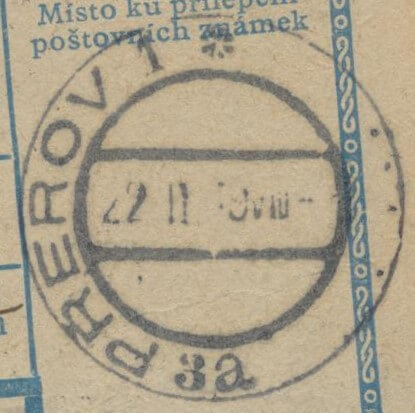 Místo ku přilepení
poštovních známek
PŘEROV 1
22 II
3a